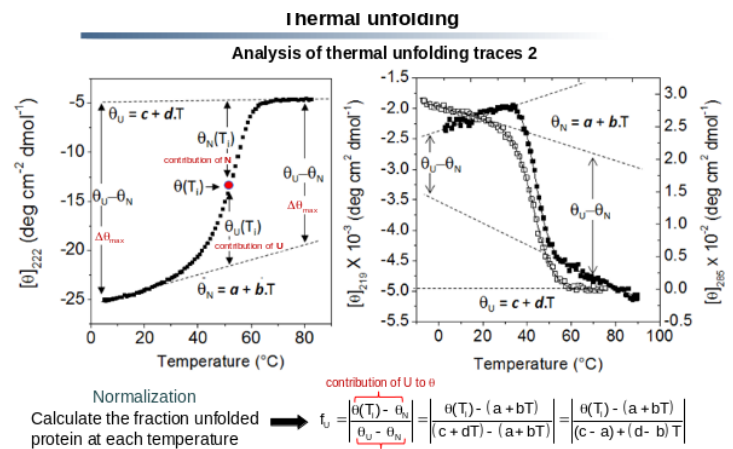 Thermal unfolding
Analysis of thermal unfolding traces 2
[θ]222 (deg cm-2 dmol-1)
-5
-10
-15
-20
-25
0 20 40 60 80
Temperature (°C)
θU = c + d.T
θN(Ti)
contribution of N
θ(Ti)→
θU–θN
Δθmax
θU–θN
Δθmax
θU(Ti)
contribution of U
θN = a + b.T
[θ]219 X 10-3 (deg cm2 dmol-1)
-1.5
-2.0
-2.5
-3.0
-3.5
-4.0
-4.5
-5.0
-5.5
0 20 40 60 80 100
Temperature (°C)
θN = a + b.T
θU–θN
θU–θN
θU = c + d.T
3.0
2.5
2.0
1.5
1.0
0.5
0.0
-0.5
[θ]285 X 10-2 (deg cm2 dmol-1)
contribution of U to θ
Normalization
Calculate the fraction unfolded
protein at each temperature
fU = |θ(Ti) - θN / θU - θN| = |θ(Ti) - (a + bT) / (c + dT) - (a + bT)| = |θ(Ti) - (a + bT) / (c - a) + (d - b) T|